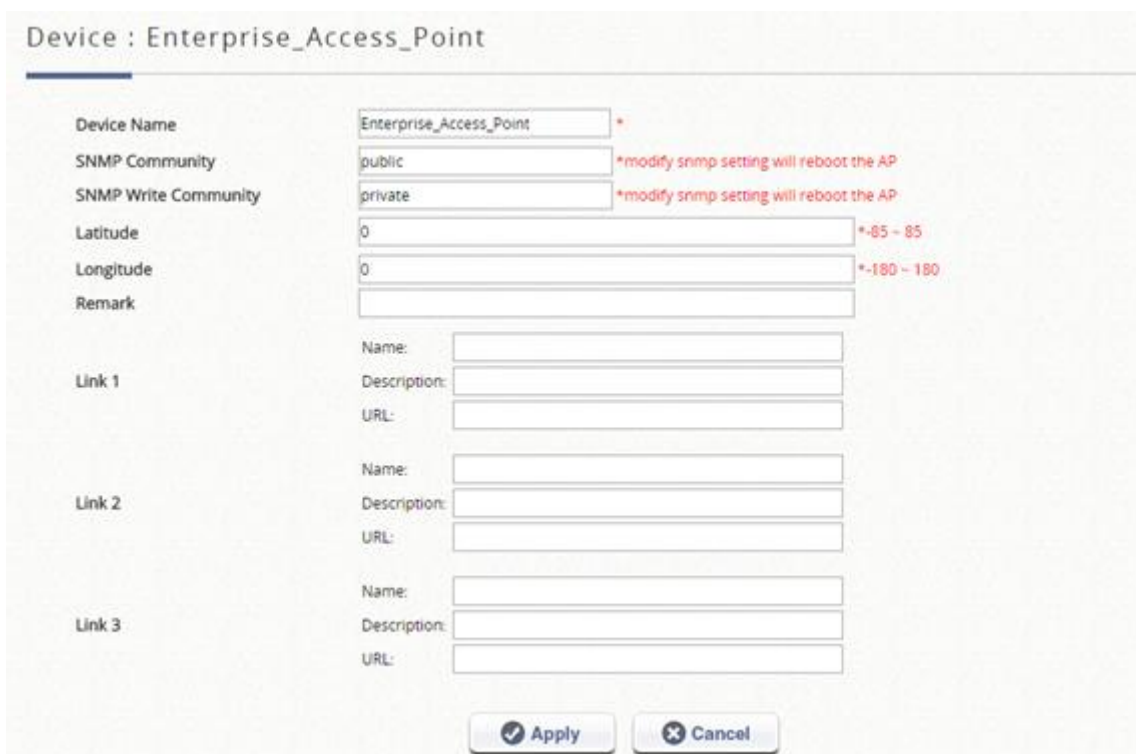 Device : Enterprise_Access_Point
Device Name Enterprise_Access_Point *
SNMP Community public *modify snmp setting will reboot the AP
SNMP Write Community private *modify snmp setting will reboot the AP
Latitude 0 *-85 ~ 85
Longitude 0 *-180 ~ 180
Remark
Name:
Link 1 Description:
URL:
Name:
Link 2 Description:
URL:
Name:
Link 3 Description:
URL:
Apply Cancel